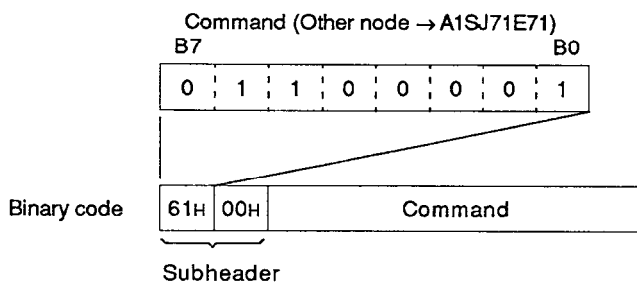 Command (Other node → A1SJ71E71)
B7 B0
0 1 1 0 0 0 0 1
Binary code 61H 00H Command
Subheader